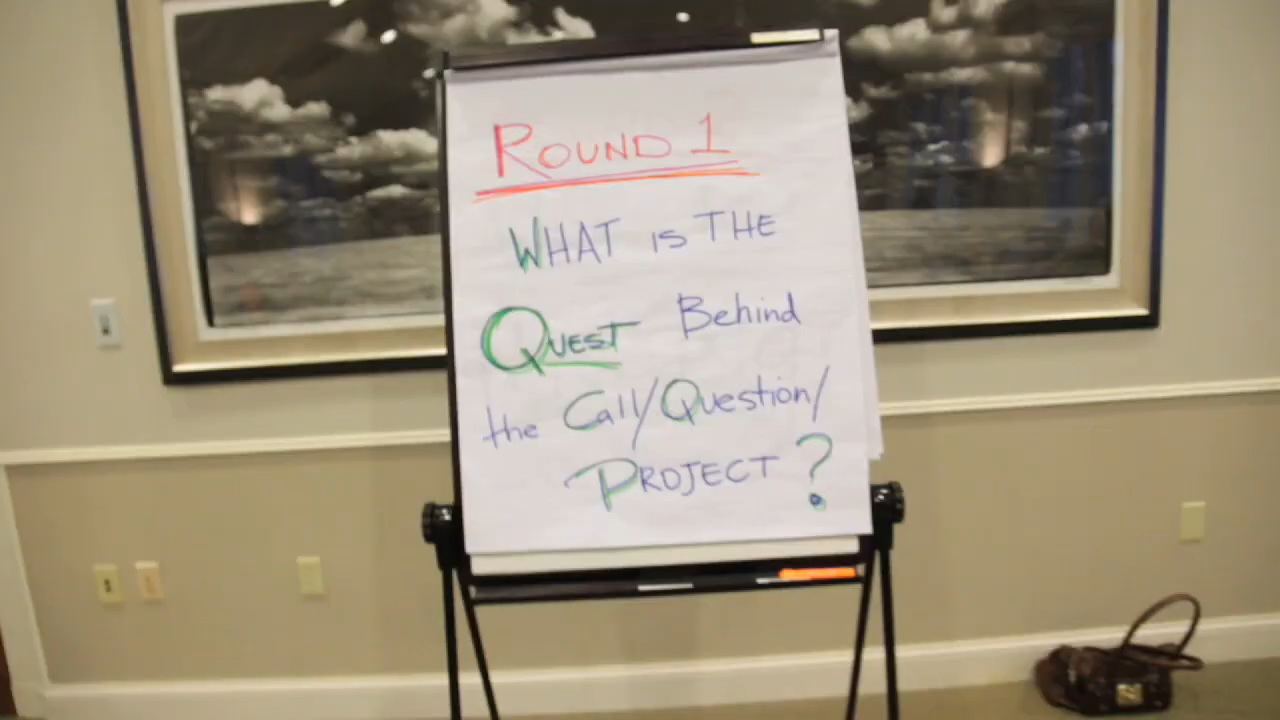 ROUND 1
WHAT is THE
QUEST Behind
the Call/Question/
PROJECT?